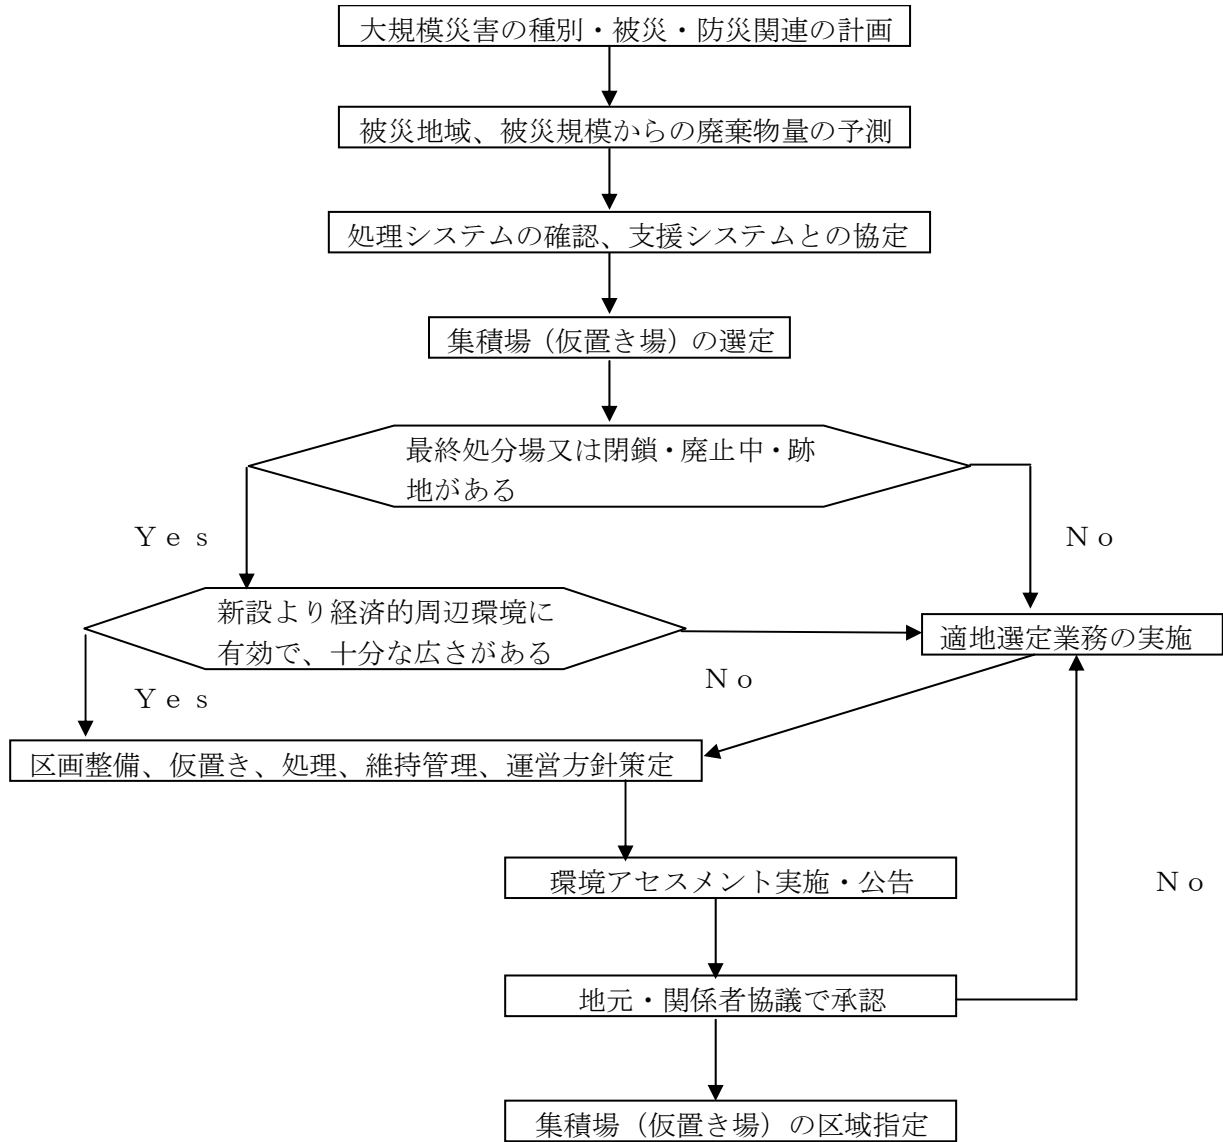 大規模災害の種別・被災・防災関連の計画
被災地域、被災規模からの廃棄物量の予測
処理システムの確認、支援システムとの協定
集積場（仮置き場）の選定
最終処分場又は閉鎖・廃止中・跡
地がある
Ｙｅｓ
Ｎｏ
新設より経済的周辺環境に
有効で、十分な広さがある
適地選定業務の実施
Ｎｏ
Ｙｅｓ
区画整備、仮置き、処理、維持管理、運営方針策定
環境アセスメント実施・公告
Ｎｏ
地元・関係者協議で承認
集積場（仮置き場）の区域指定